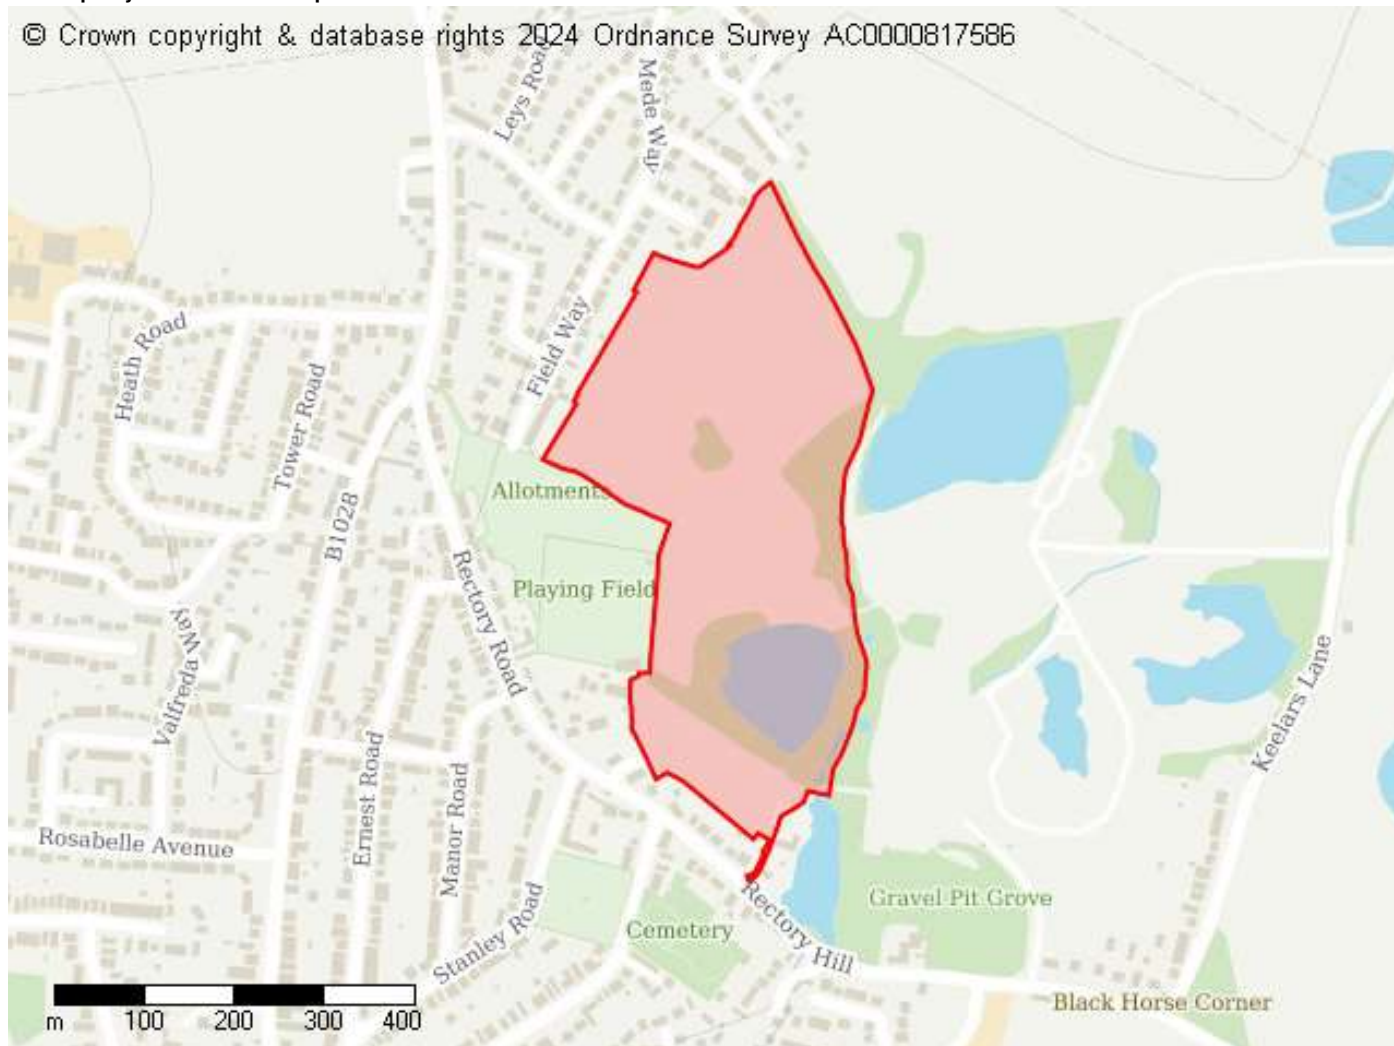 © Crown copyright & database rights 2024 Ordnance Survey AC0000817586
Leys Road
Mede Way
Heath Road
Field Way
Tower Road
Allotments
B1028
Playing Field
Rectory Road
Valfreda Way
Keelars Lane
Ernest Road
Manor Road
Rosabelle Avenue
Stanley Road
Gravel Pit Grove
Cemetery
Rectory Hill
Black Horse Corner
m 100 200 300 400